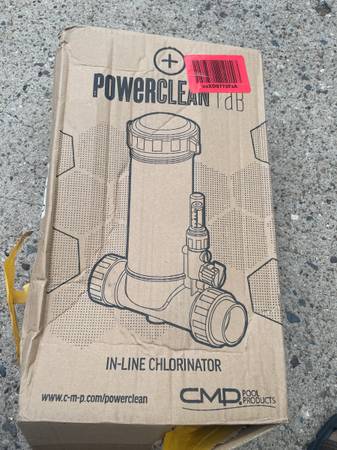 POWERCLEAN TAB
IN-LINE CHLORINATOR
www.c-m-p.com/powerclean
CMP. POOL
PRODUCTS